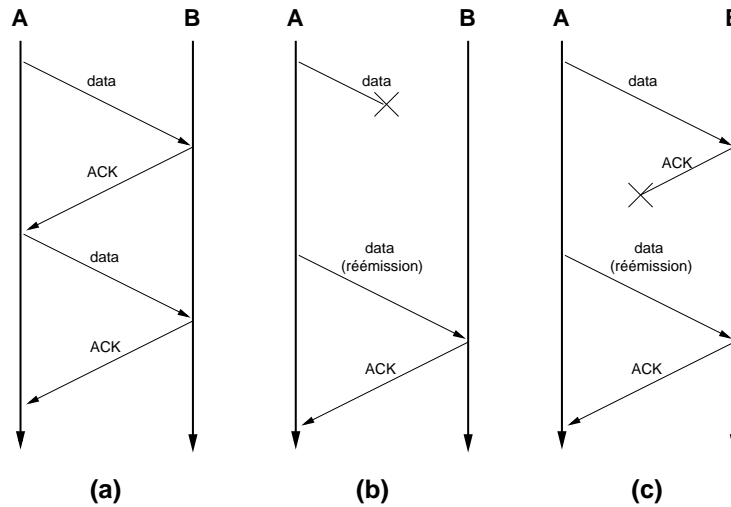 A B A B A
data
ACK
data
ACK
(a)
data
data
(réémission)
ACK
(b)
data
ACK
data
(réémission)
ACK
(c)